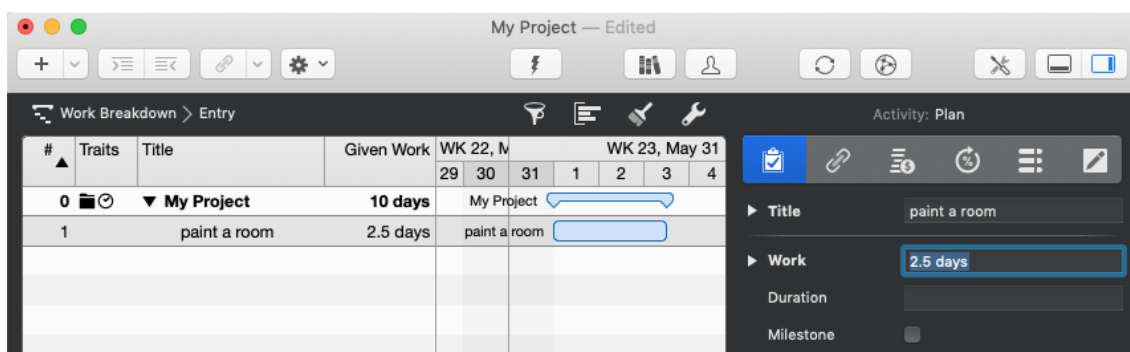 My Project — Edited
Work Breakdown > Entry
Activity: Plan
# Traits Title Given Work WK 22, M WK 23, May 31
29 30 31 1 2 3 4
0 ▼ My Project 10 days My Project
1 paint a room 2.5 days paint a room
▶ Title paint a room
▶ Work 2.5 days
Duration
Milestone